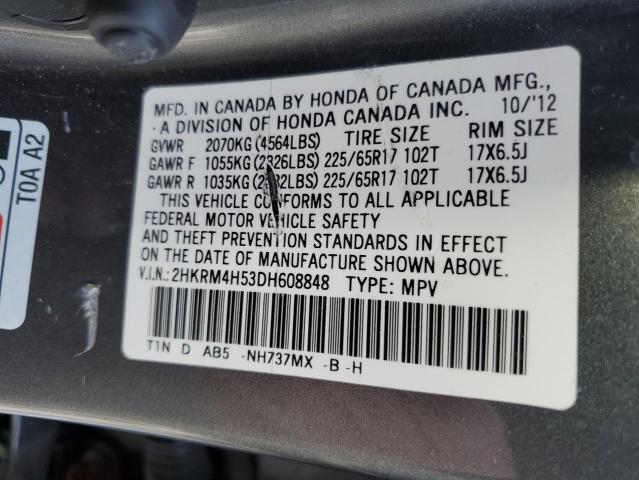 MFD. IN CANADA BY HONDA OF CANADA MFG.,
- A DIVISION OF HONDA CANADA INC. 10/'12
GVWR 2070KG(4564LBS) TIRE SIZE RIM SIZE
GAWR F 1055KG(2326LBS) 225/65R17 102T 17X6.5J
GAWR R 1035KG 225/65R17 102T 17X6.5J
THIS VEHICLE CONFORMS TO ALL APPLICABLE
FEDERAL MOTOR VEHICLE SAFETY
AND THEFT PREVENTION STANDARDS IN EFFECT
ON THE DATE OF MANUFACTURE SHOWN ABOVE.
V.I.N.: 2HKRM4H53DH608848 TYPE: MPV
T1N D AB5 -NH737MX -B -H
TOA A2